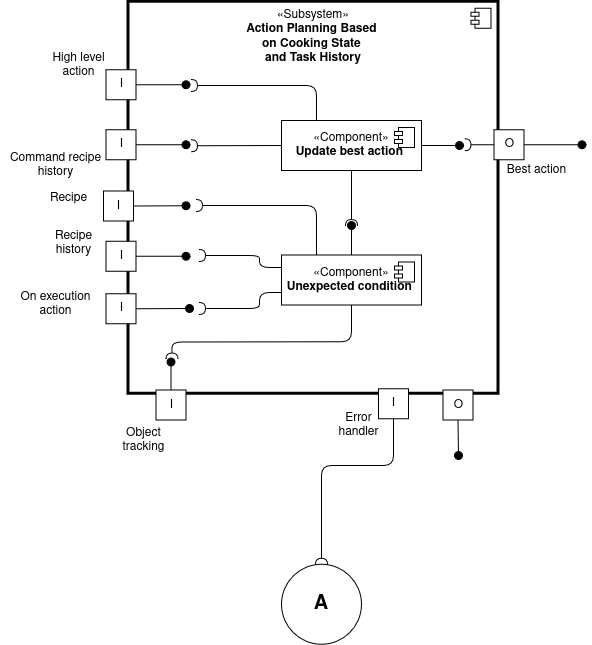 «Subsystem»
Action Planning Based
on Cooking State
and Task History
High level
action
I
Command recipe
history
I
Recipe
I
Recipe
history
I
On execution
action
I
«Component»
Update best action
O
Best action
«Component»
Unexpected condition
I
Object
tracking
I
Error
handler
O
A